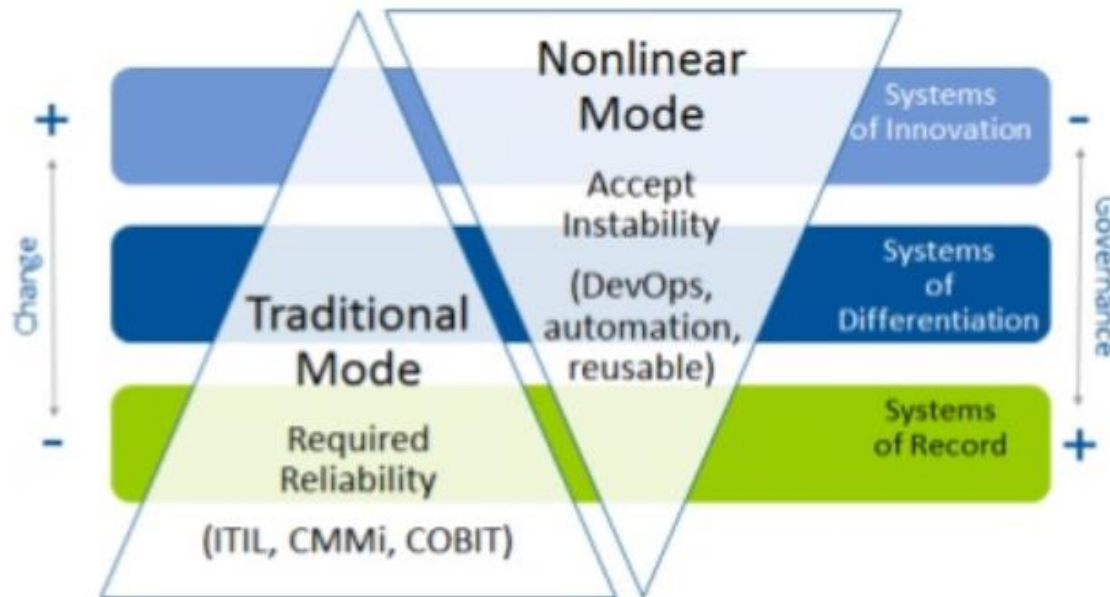 Nonlinear
Mode
Accept
Instability
(DevOps,
automation,
reusable)
Traditional
Mode
Required
Reliability
(ITIL, CMMi, COBIT)
Systems
of Innovation
Systems
of
Differentiation
Systems
of Record
+
Change
-
-
Governance
+